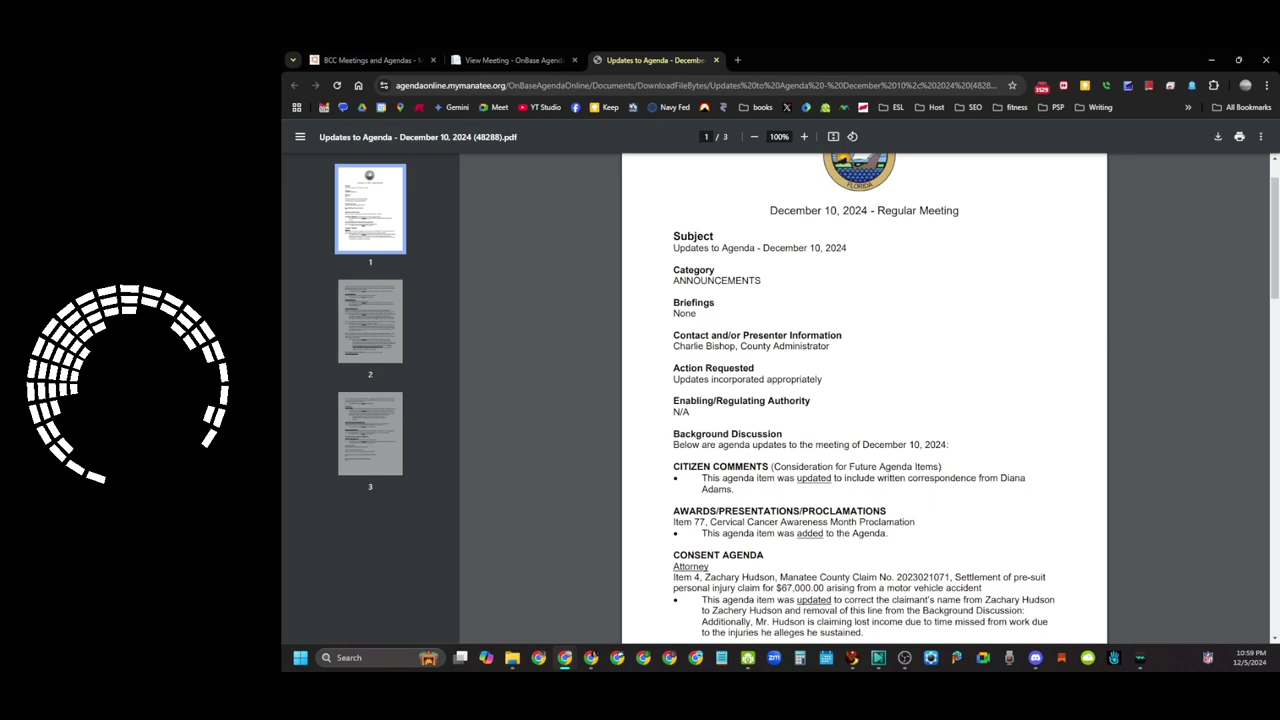 BCC Meetings and Agendas -
View Meeting - OnBase Agenda
Updates to Agenda - Decembe
agendaonline.mymanatee.org/OnBaseAgendaOnline/Documents/DownloadFileBytes/Updates%20to%20Agenda%20-%20December%2010%2c%202024%20(48288...
Gemini
Meet
YT Studio
Keep
Navy Fed
books
ESL
Host
SEO
fitness
PSP
Writing
All Bookmarks
Updates to Agenda - December 10, 2024 (48288).pdf
1 / 3
100%
1
2
3
FLORIDA
December 10, 2024 - Regular Meeting
Subject
Updates to Agenda - December 10, 2024
Category
ANNOUNCEMENTS
Briefings
None
Contact and/or Presenter Information
Charlie Bishop, County Administrator
Action Requested
Updates incorporated appropriately
Enabling/Regulating Authority
N/A
Background Discussion
Below are agenda updates to the meeting of December 10, 2024:
CITIZEN COMMENTS (Consideration for Future Agenda Items)
• This agenda item was updated to include written correspondence from Diana
Adams.
AWARDS/PRESENTATIONS/PROCLAMATIONS
Item 77, Cervical Cancer Awareness Month Proclamation
• This agenda item was added to the Agenda.
CONSENT AGENDA
Attorney
Item 4, Zachary Hudson, Manatee County Claim No. 2023021071, Settlement of pre-suit
personal injury claim for $67,000.00 arising from a motor vehicle accident
• This agenda item was updated to correct the claimant's name from Zachary Hudson
to Zachery Hudson and removal of this line from the Background Discussion:
Additionally, Mr. Hudson is claiming lost income due to time missed from work due
to the injuries he alleges he sustained.
Search
10:59 PM
12/5/2024